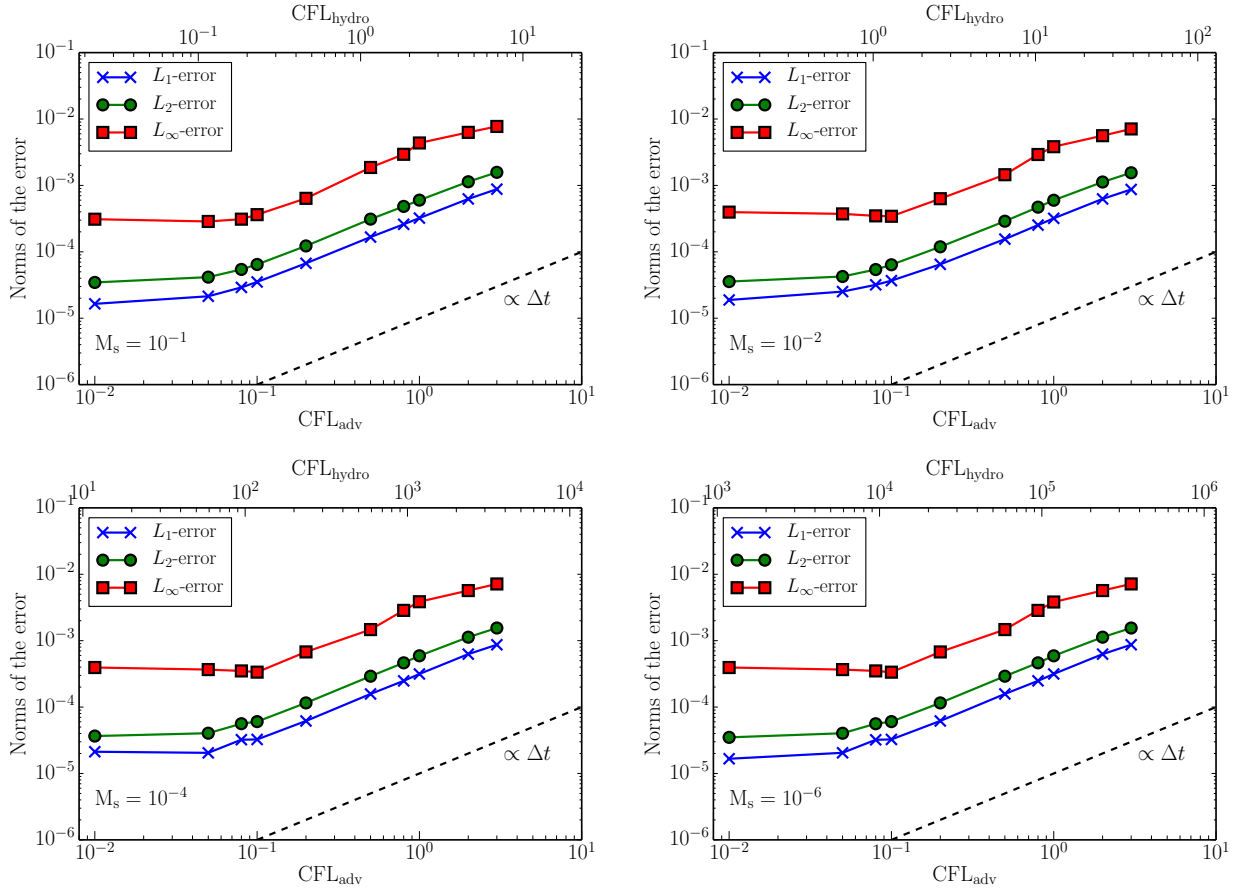 CFL_hydro
10^-1 10^0 10^1
10^-1
10^-2
10^-3
10^-4
10^-5
10^-6
Norms of the error
L_1-error
L_2-error
L_∞-error
∝ Δt
M_s = 10^-1
10^-2 10^-1 10^0 10^1
CFL_adv
CFL_hydro
10^0 10^1 10^2
10^-1
10^-2
10^-3
10^-4
10^-5
10^-6
Norms of the error
L_1-error
L_2-error
L_∞-error
∝ Δt
M_s = 10^-2
10^-2 10^-1 10^0 10^1
CFL_adv
CFL_hydro
10^1 10^2 10^3 10^4
10^-1
10^-2
10^-3
10^-4
10^-5
10^-6
Norms of the error
L_1-error
L_2-error
L_∞-error
∝ Δt
M_s = 10^-4
10^-2 10^-1 10^0 10^1
CFL_adv
CFL_hydro
10^3 10^4 10^5 10^6
10^-1
10^-2
10^-3
10^-4
10^-5
10^-6
Norms of the error
L_1-error
L_2-error
L_∞-error
∝ Δt
M_s = 10^-6
10^-2 10^-1 10^0 10^1
CFL_adv